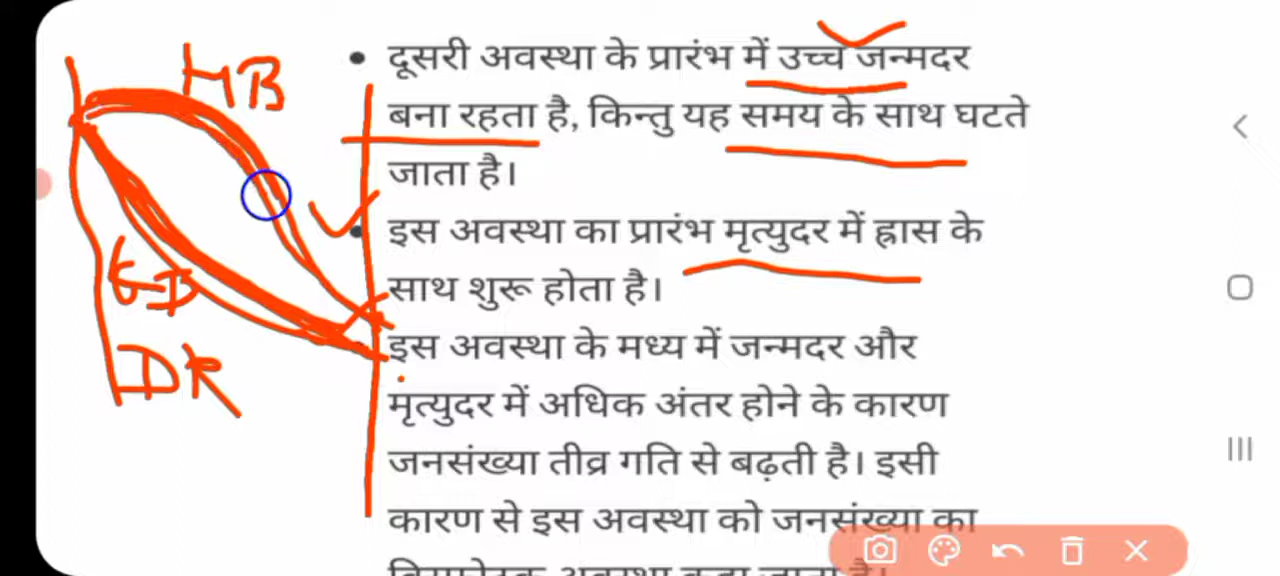 दूसरी अवस्था के प्रारंभ में उच्च जन्मदर
बना रहता है, किन्तु यह समय के साथ घटते
जाता है।
इस अवस्था का प्रारंभ मृत्युदर में ह्रास के
साथ शुरू होता है।
इस अवस्था के मध्य में जन्मदर और
मृत्युदर में अधिक अंतर होने के कारण
जनसंख्या तीव्र गति से बढ़ती है। इसी
कारण से इस अवस्था को जनसंख्या का
HB
DR